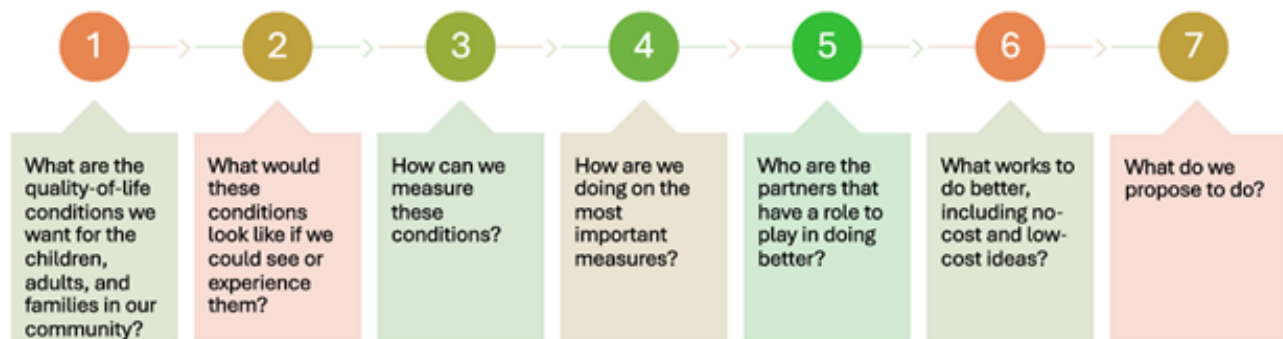 1
2
3
4
5
6
7
What are the
quality-of-life
conditions we
want for the
children,
adults, and
families in our
community?
What would
these
conditions
look like if we
could see or
experience
them?
How can we
measure
these
conditions?
How are we
doing on the
most
important
measures?
Who are the
partners that
have a role to
play in doing
better?
What works to
do better,
including no-
cost and low-
cost ideas?
What do we
propose to do?